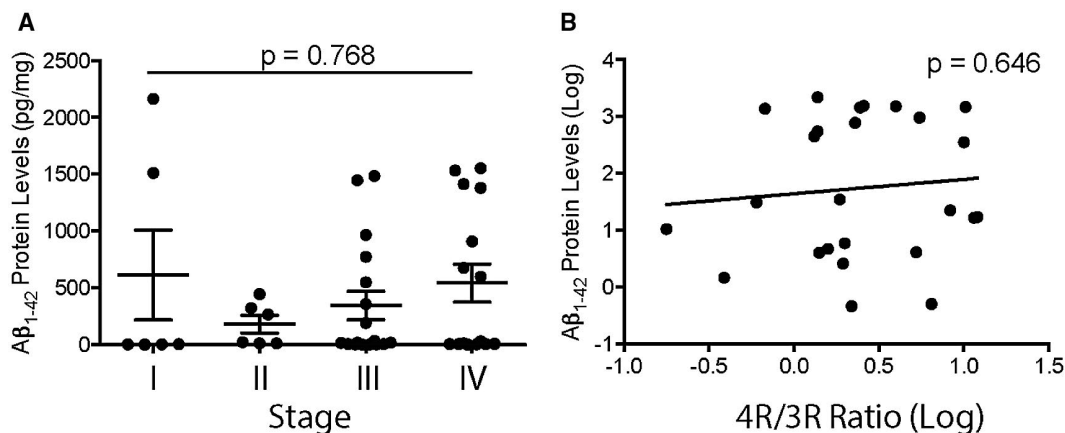 A
p = 0.768
Aβ1-42 Protein Levels (pg/mg)
2500
2000
1500
1000
500
0
I II III IV
Stage
B
p = 0.646
Aβ1-42 Protein Levels (Log)
4
3
2
1
0
-1
-1.0 -0.5 0.0 0.5 1.0 1.5
4R/3R Ratio (Log)